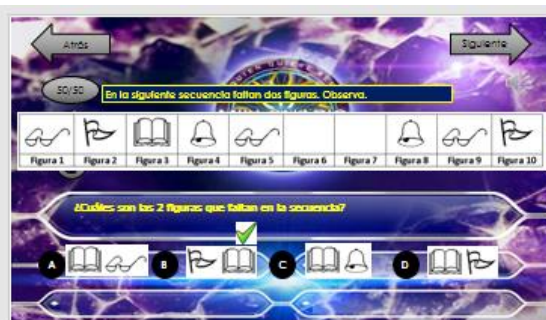 Atrás
Siguiente
50/50
En la siguiente secuencia faltan dos figuras. Observa.
Figura 1 Figura 2 Figura 3 Figura 4 Figura 5 Figura 6 Figura 7 Figura 8 Figura 9 Figura 10
¿Cuáles son las 2 figuras que faltan en la secuencia?
A B C D